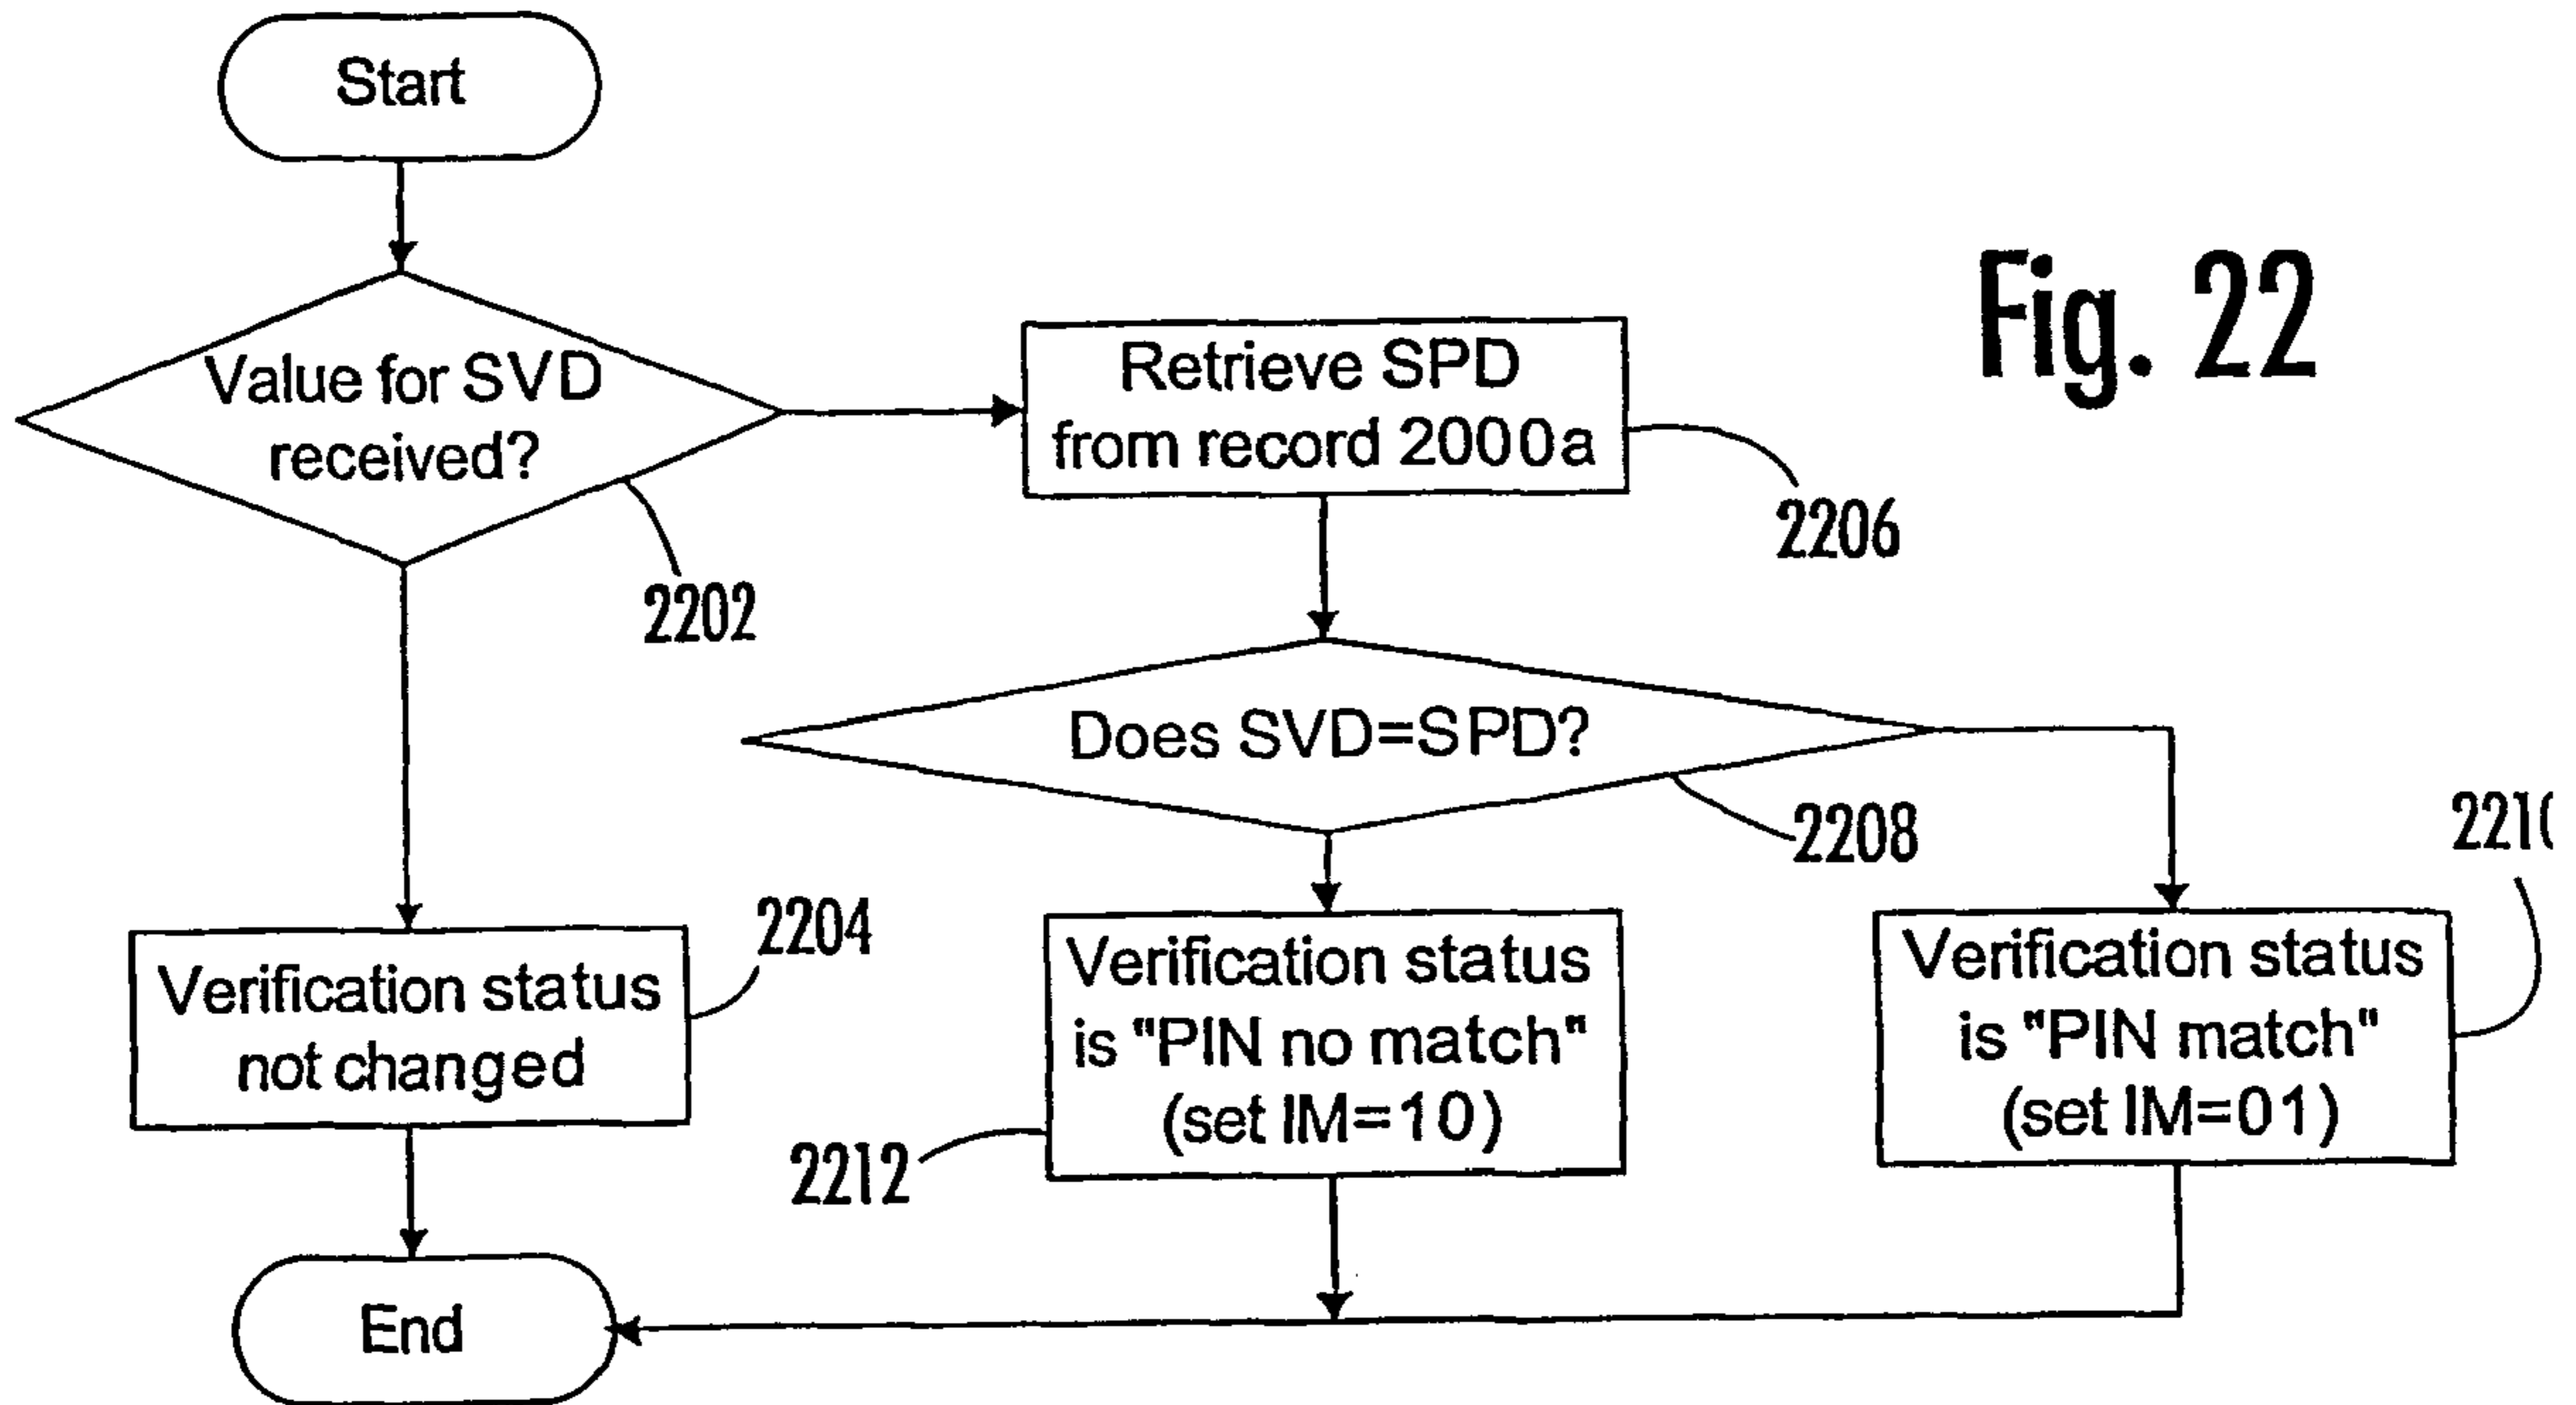 Start
Fig. 22
Value for SVD
received?
2202
Retrieve SPD
from record 2000a
2206
Does SVD=SPD?
2208
Verification status
not changed
2204
Verification status
is "PIN no match"
(set IM=10)
2212
Verification status
is "PIN match"
(set IM=01)
End